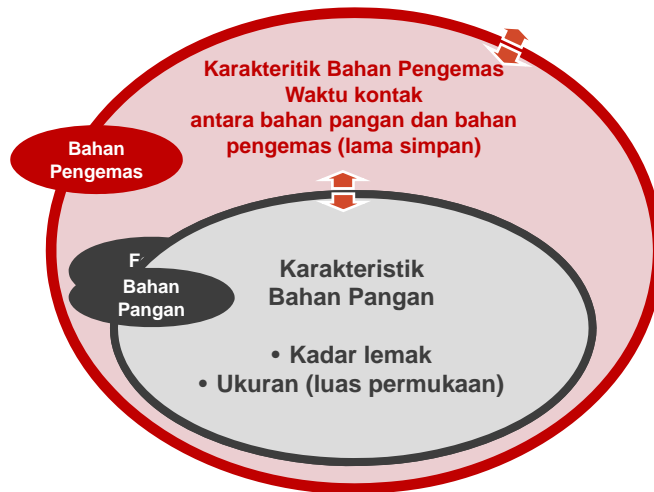 Karakteritik Bahan Pengemas
Waktu kontak
antara bahan pangan dan bahan
pengemas (lama simpan)
Bahan
Pengemas
Bahan
Pangan
Karakteristik
Bahan Pangan
• Kadar lemak
• Ukuran (luas permukaan)